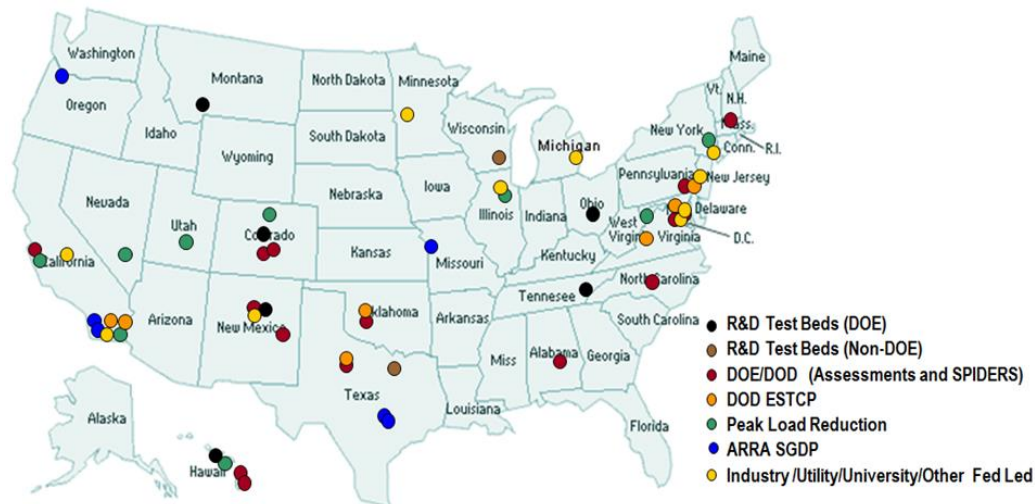 Washington
Maine
Montana
North Dakota
Minnesota
Vt.
N.H.
Oregon
Mass.
Idaho
Wisconsin
New York
South Dakota
Michigan
Conn.
R.I.
Wyoming
Pennsylvania
New Jersey
Iowa
Nebraska
Nevada
Ohio
Delaware
Utah
Illinois
Indiana
West
Virginia
Colorado
Virginia
D.C.
California
Kansas
Missouri
Kentucky
North Carolina
Tennesee
Arizona
New Mexico
Oklahoma
Arkansas
South Carolina
Miss
Alabama
Georgia
Texas
Louisiana
Alaska
Florida
Hawaii
R&D Test Beds (DOE)
R&D Test Beds (Non-DOE)
DOE/DOD (Assessments and SPIDERS)
DOD ESTCP
Peak Load Reduction
ARRA SGDP
Industry/Utility/University/Other Fed Led